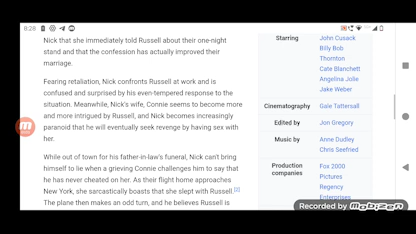 8:28
Nick that she immediately told Russell about their one-night
stand and that the confession has actually improved their
marriage.
Fearing retaliation, Nick confronts Russell at work and is
confused and surprised by his even-tempered response to the
situation. Meanwhile, Nick's wife, Connie seems to become more
and more intrigued by Russell, and Nick becomes increasingly
paranoid that he will eventually seek revenge by having sex with
her.
While out of town for his father-in-law's funeral, Nick can't bring
himself to lie when a grieving Connie challenges him to say that
he has never cheated on her. As their flight home approaches
New York, she sarcastically boasts that she slept with Russell.
The plane then makes an odd turn, and he believes Russell is
Starring
John Cusack
Billy Bob
Thornton
Cate Blanchett
Angelina Jolie
Jake Weber
Cinematography
Gale Tattersall
Edited by
Jon Gregory
Music by
Anne Dudley
Chris Seefried
Production
companies
Fox 2000
Pictures
Regency
Enterprises
Recorded by Mobizen